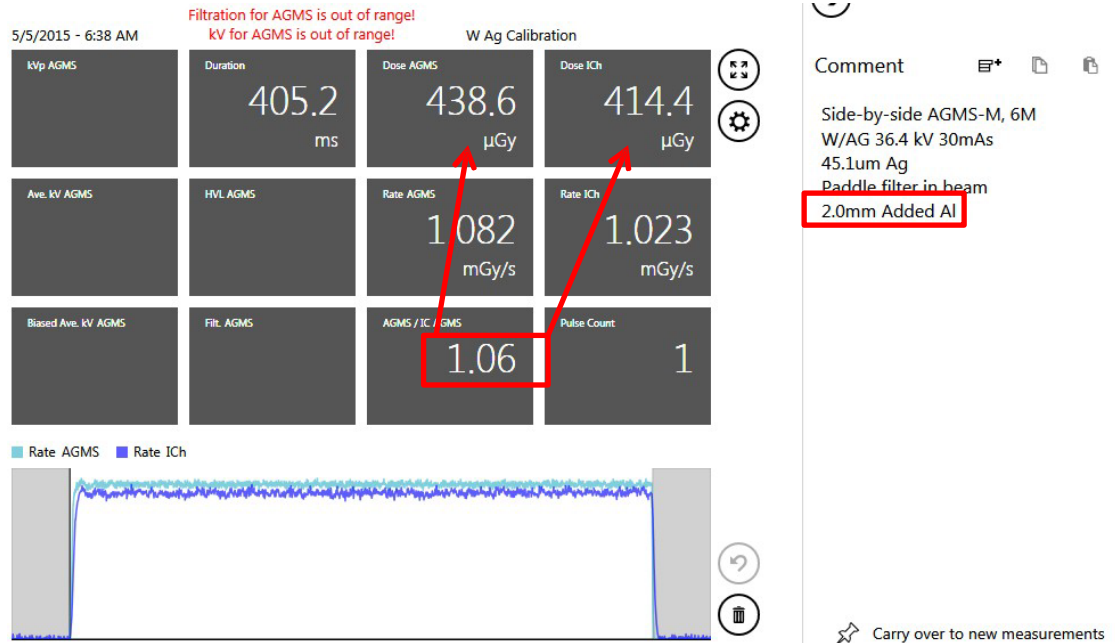 Filtration for AGMS is out of range!
5/5/2015 - 6:38 AM
kV for AGMS is out of range!
W Ag Calibration
kVp AGMS
Duration
405.2
ms
Dose AGMS
438.6
µGy
Dose ICh
414.4
µGy
Ave. kV AGMS
HVL AGMS
Rate AGMS
1.082
mGy/s
Rate ICh
1.023
mGy/s
Biased Ave. kV AGMS
Filt. AGMS
AGMS / IC AGMS
1.06
Pulse Count
1
Rate AGMS
Rate ICh
Comment
Side-by-side AGMS-M, 6M
W/AG 36.4 kV 30mAs
45.1um Ag
Paddle filter in beam
2.0mm Added Al
Carry over to new measurements